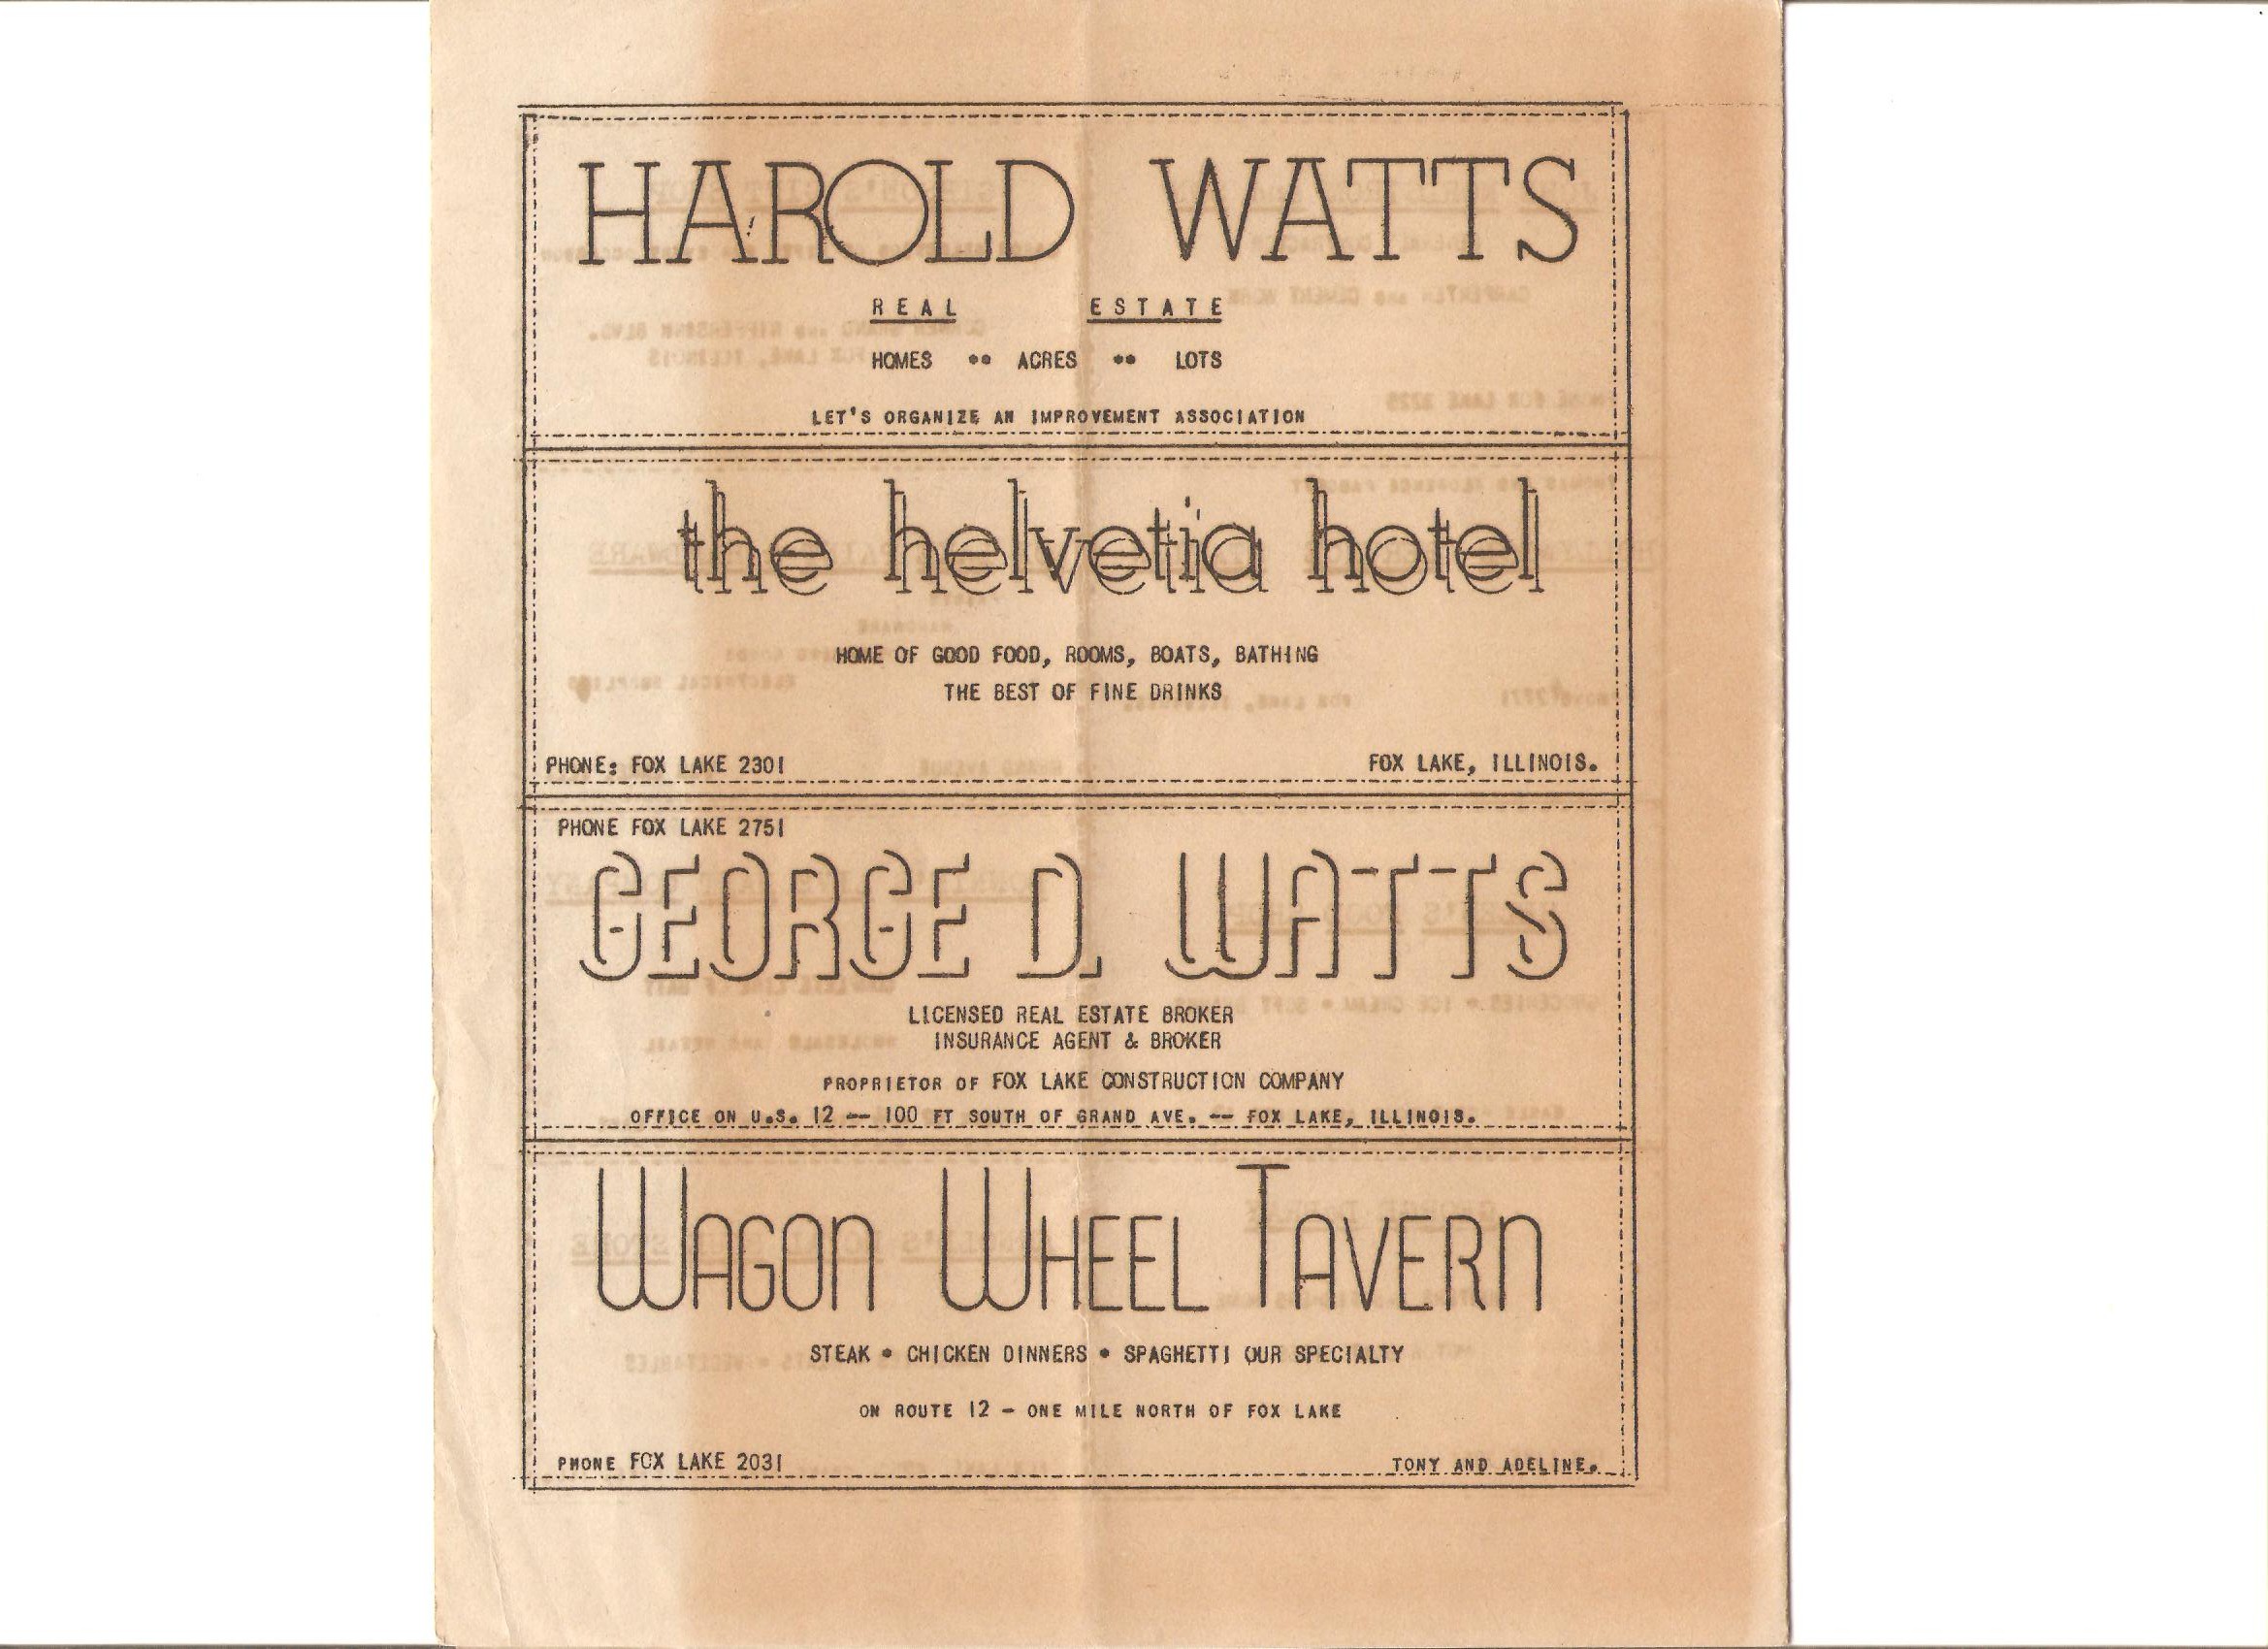 HAROLD WATTS
REAL ESTATE
HOMES •• ACRES •• LOTS
LET'S ORGANIZE AN IMPROVEMENT ASSOCIATION
the helvetia hotel
HOME OF GOOD FOOD, ROOMS, BOATS, BATHING
THE BEST OF FINE DRINKS
PHONE: FOX LAKE 2301 FOX LAKE, ILLINOIS.
PHONE FOX LAKE 2751
GEORGE D. WATTS
LICENSED REAL ESTATE BROKER
INSURANCE AGENT & BROKER
PROPRIETOR OF FOX LAKE CONSTRUCTION COMPANY
OFFICE ON U.S. 12 -- 100 FT SOUTH OF GRAND AVE. -- FOX LAKE, ILLINOIS.
WAGON WHEEL TAVERN
STEAK • CHICKEN DINNERS • SPAGHETTI OUR SPECIALTY
ON ROUTE 12 - ONE MILE NORTH OF FOX LAKE
PHONE FOX LAKE 2031 TONY AND ADELINE.